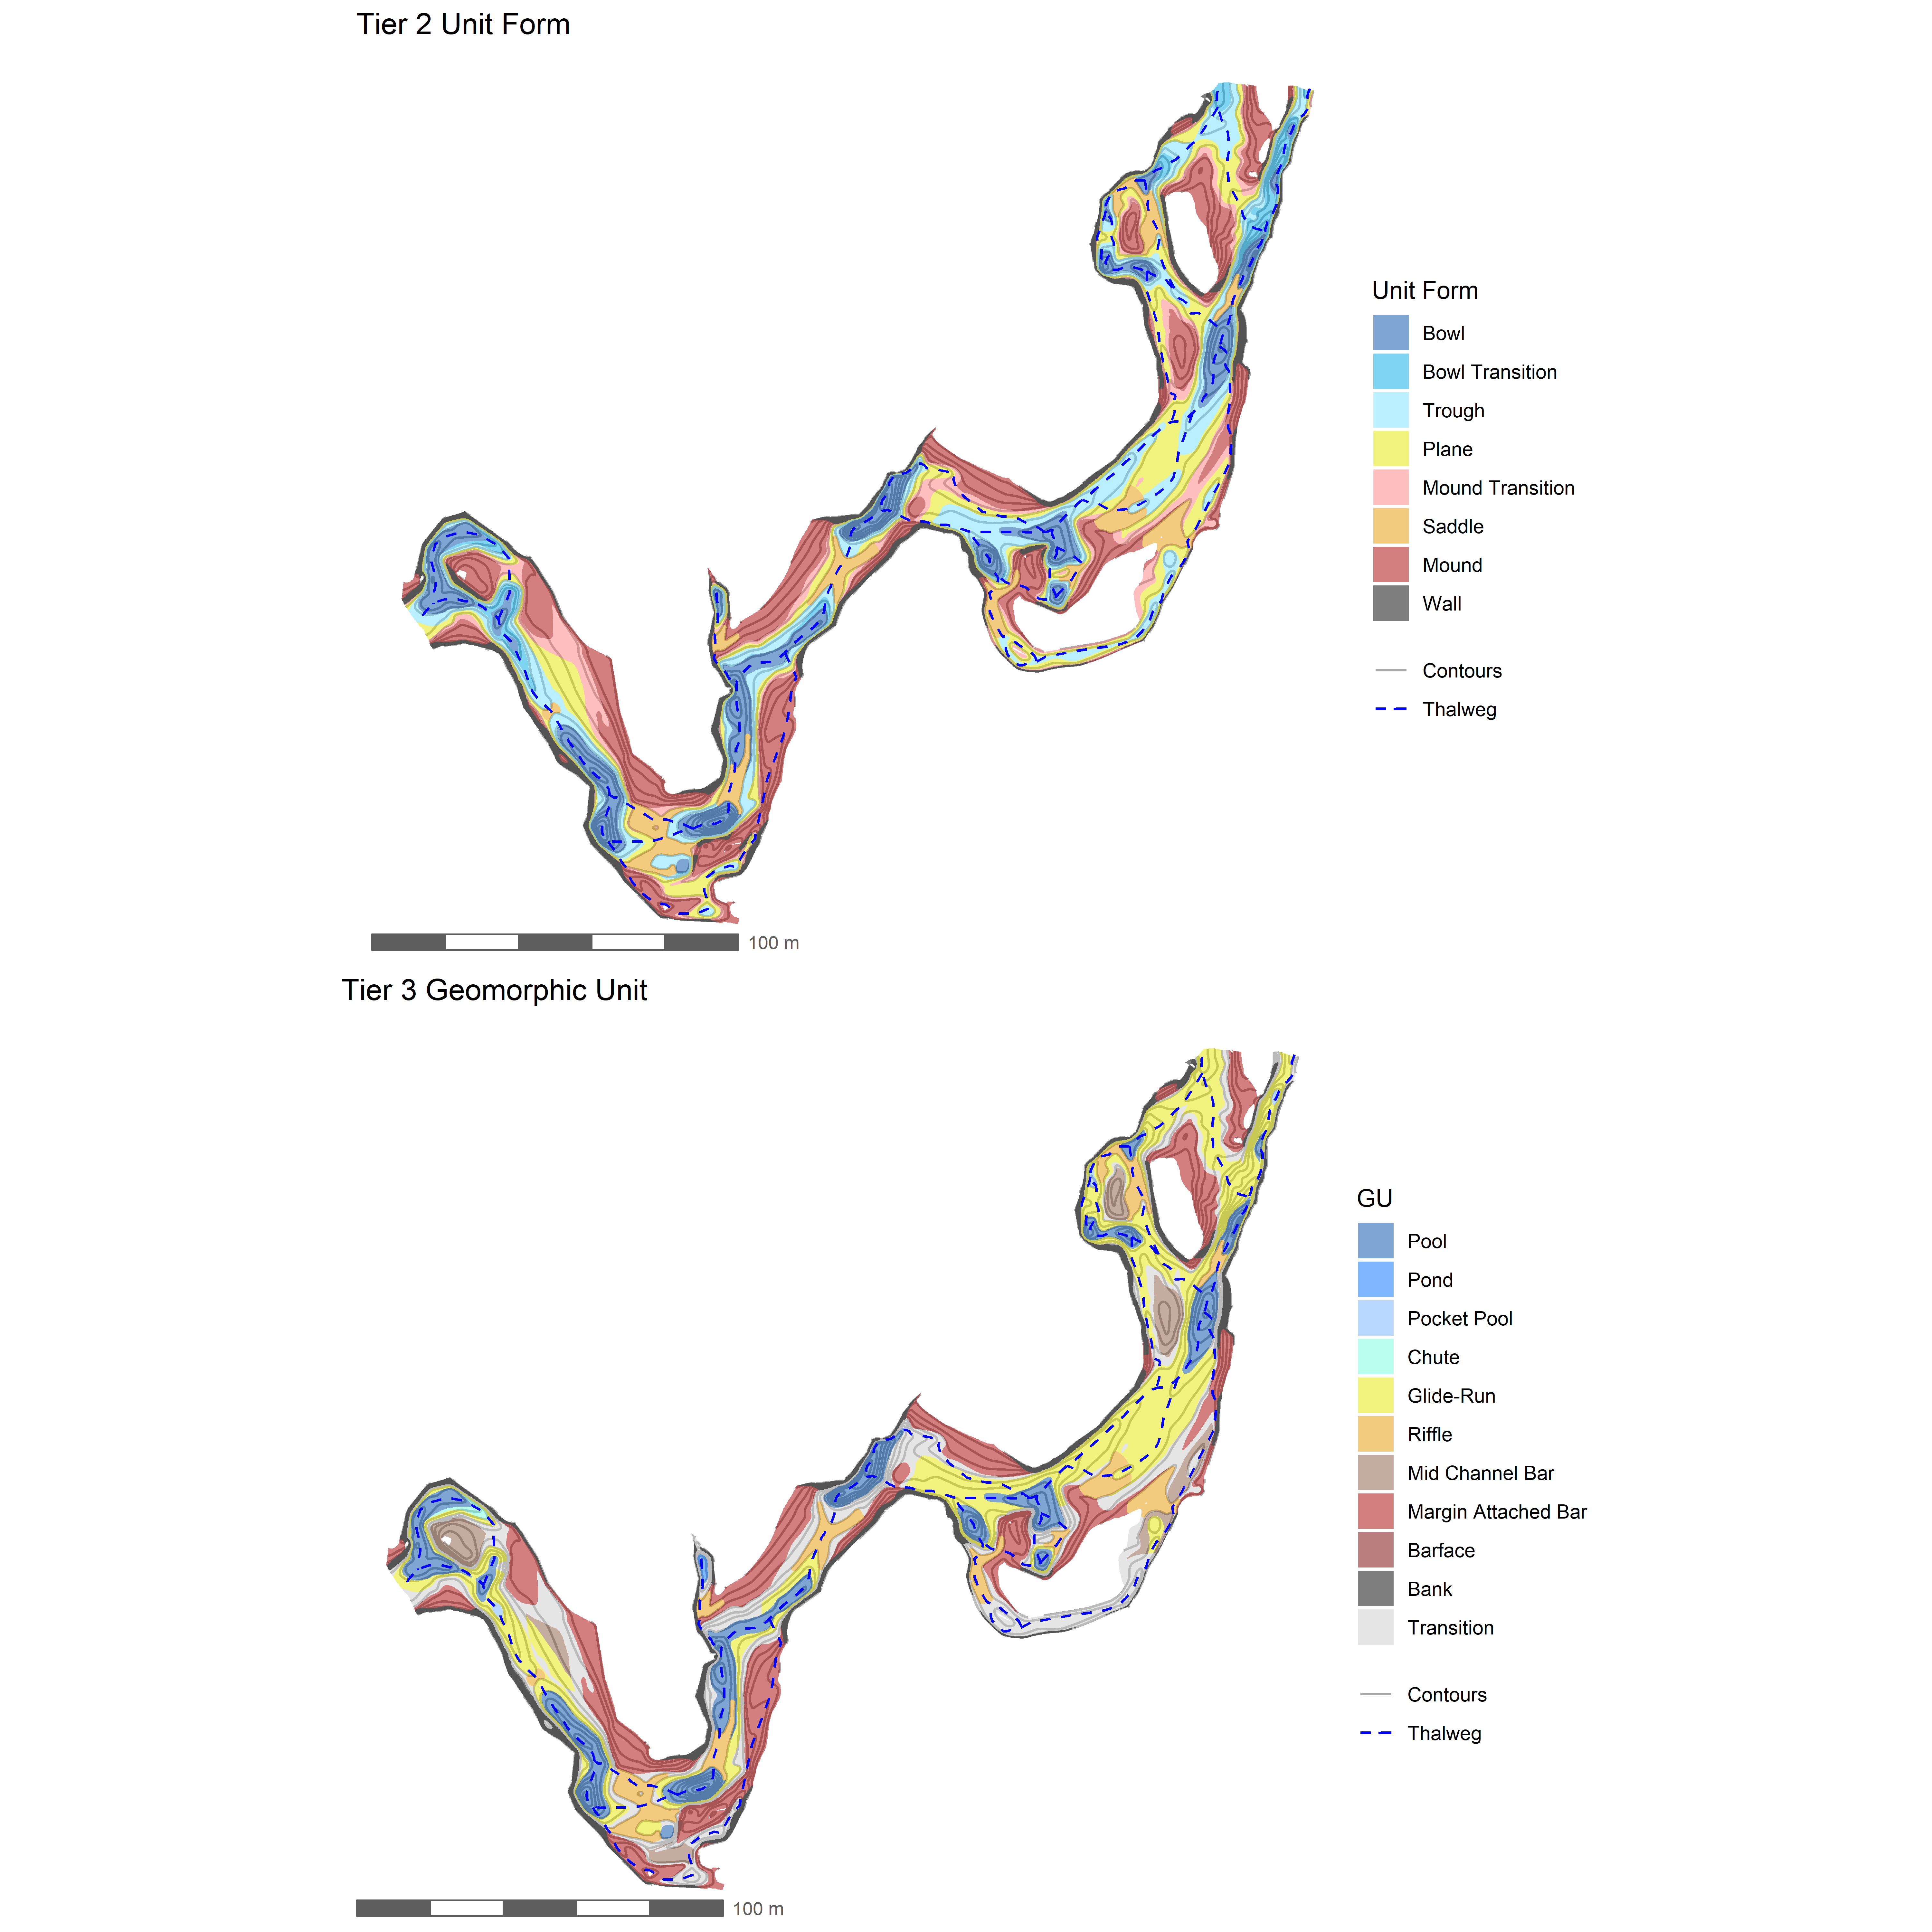 Tier 2 Unit Form
Unit Form
Bowl
Bowl Transition
Trough
Plane
Mound Transition
Saddle
Mound
Wall
Contours
Thalweg
100 m
Tier 3 Geomorphic Unit
GU
Pool
Pond
Pocket Pool
Chute
Glide-Run
Riffle
Mid Channel Bar
Margin Attached Bar
Barface
Bank
Transition
Contours
Thalweg
100 m